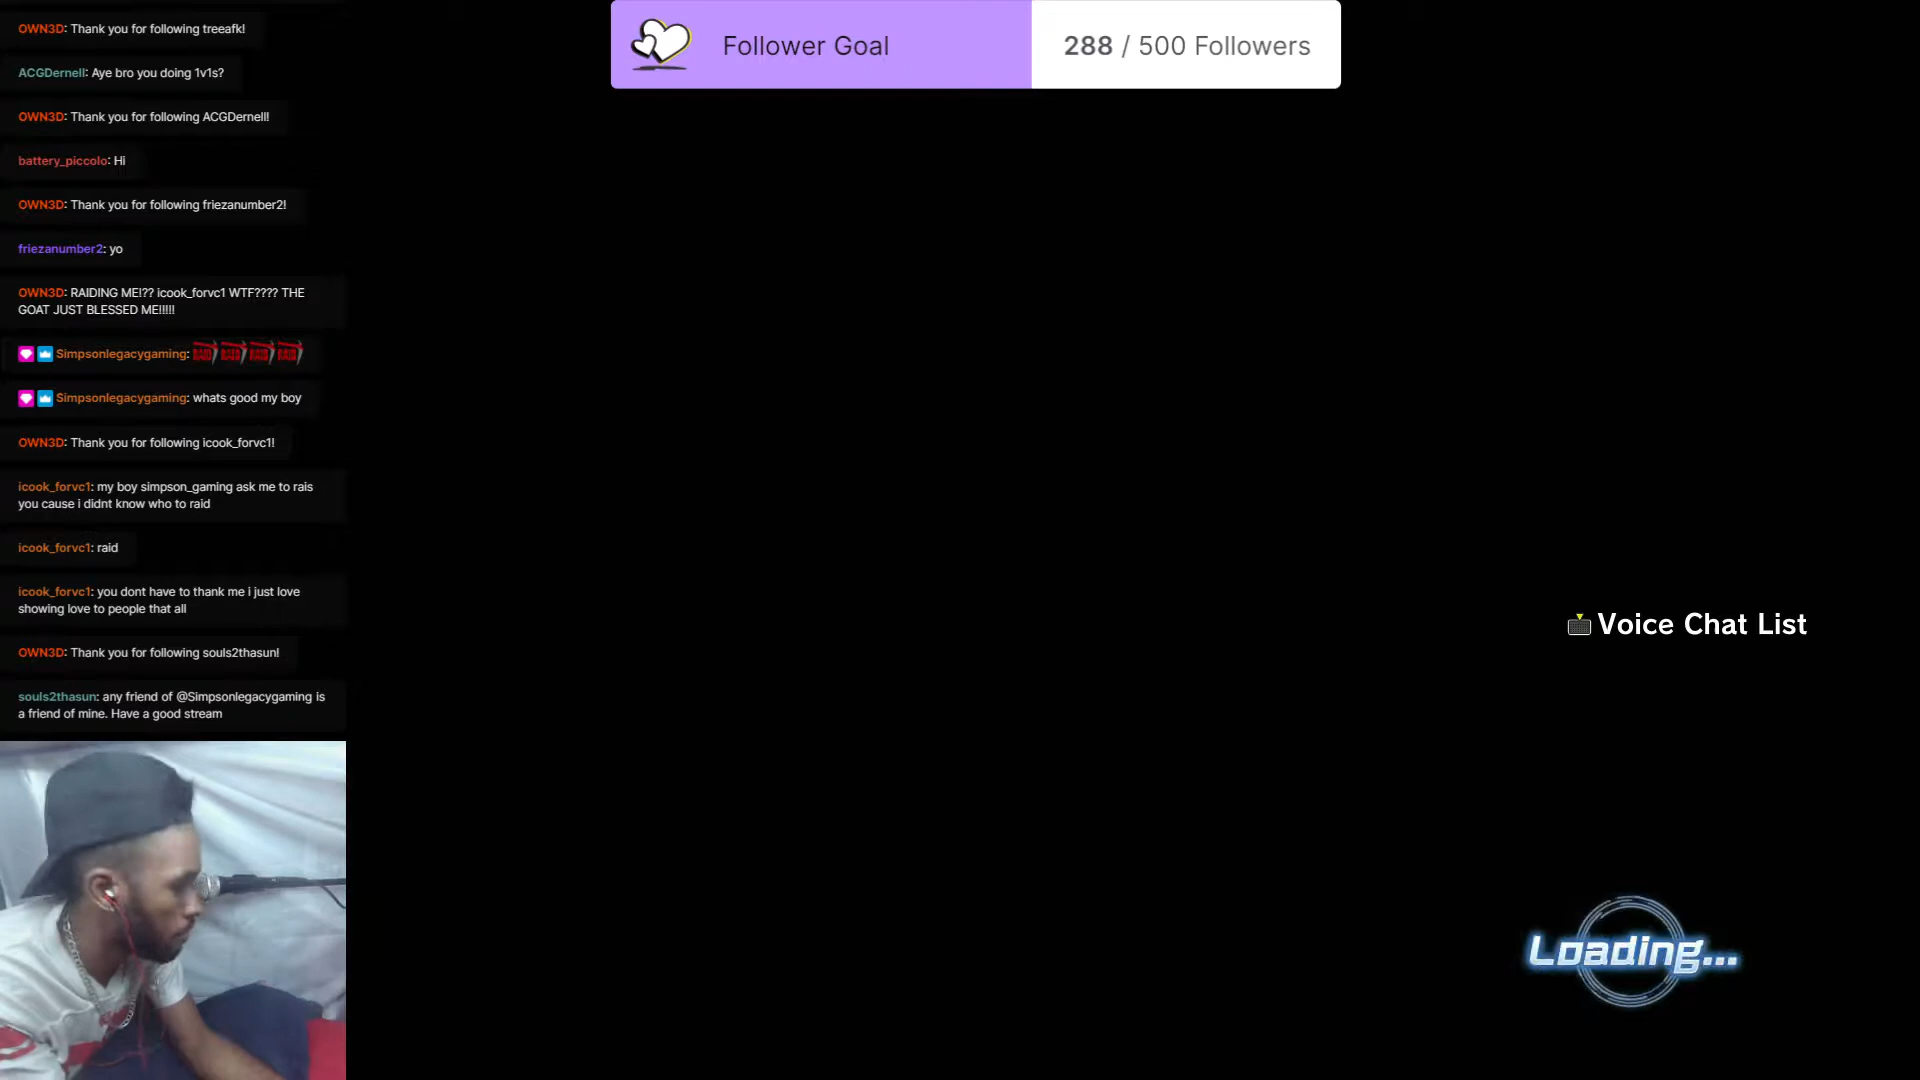 OWN3D: Thank you for following treeafk!
ACGDernell: Aye bro you doing 1v1s?
OWN3D: Thank you for following ACGDernell!
battery_piccolo: Hi
OWN3D: Thank you for following friezanumber2!
friezanumber2: yo
OWN3D: RAIDING ME!?? icook_forvc1 WTF???? THE
GOAT JUST BLESSED ME!!!!!
Simpsonlegacygaming: RAID RAID RAID RAID
Simpsonlegacygaming: whats good my boy
OWN3D: Thank you for following icook_forvc1!
icook_forvc1: my boy simpson_gaming ask me to rais
you cause i didnt know who to raid
icook_forvc1: raid
icook_forvc1: you dont have to thank me i just love
showing love to people that all
OWN3D: Thank you for following souls2thasun!
souls2thasun: any friend of @Simpsonlegacygaming is
a friend of mine. Have a good stream
Follower Goal
288 / 500 Followers
Voice Chat List
Loading...